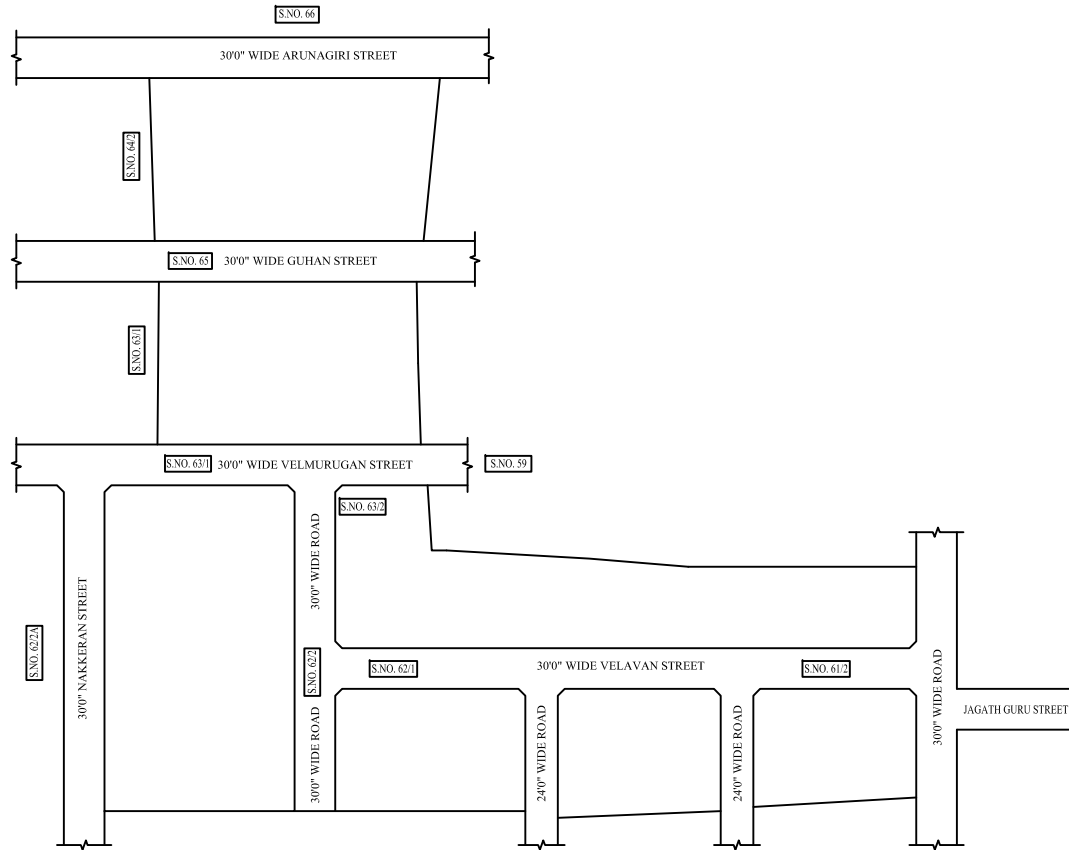 S.NO. 66
30'0" WIDE ARUNAGIRI STREET
S.NO. 64/2
S.NO. 65
30'0" WIDE GUHAN STREET
S.NO. 63/1
S.NO. 63/1
30'0" WIDE VELMURUGAN STREET
S.NO. 59
S.NO. 63/2
30'0" WIDE ROAD
30'0" NAKKERAN STREET
S.NO. 62/2A
S.NO. 62/2
S.NO. 62/1
30'0" WIDE VELAVAN STREET
S.NO. 61/2
30'0" WIDE ROAD
24'0" WIDE ROAD
24'0" WIDE ROAD
30'0" WIDE ROAD
JAGATH GURU STREET